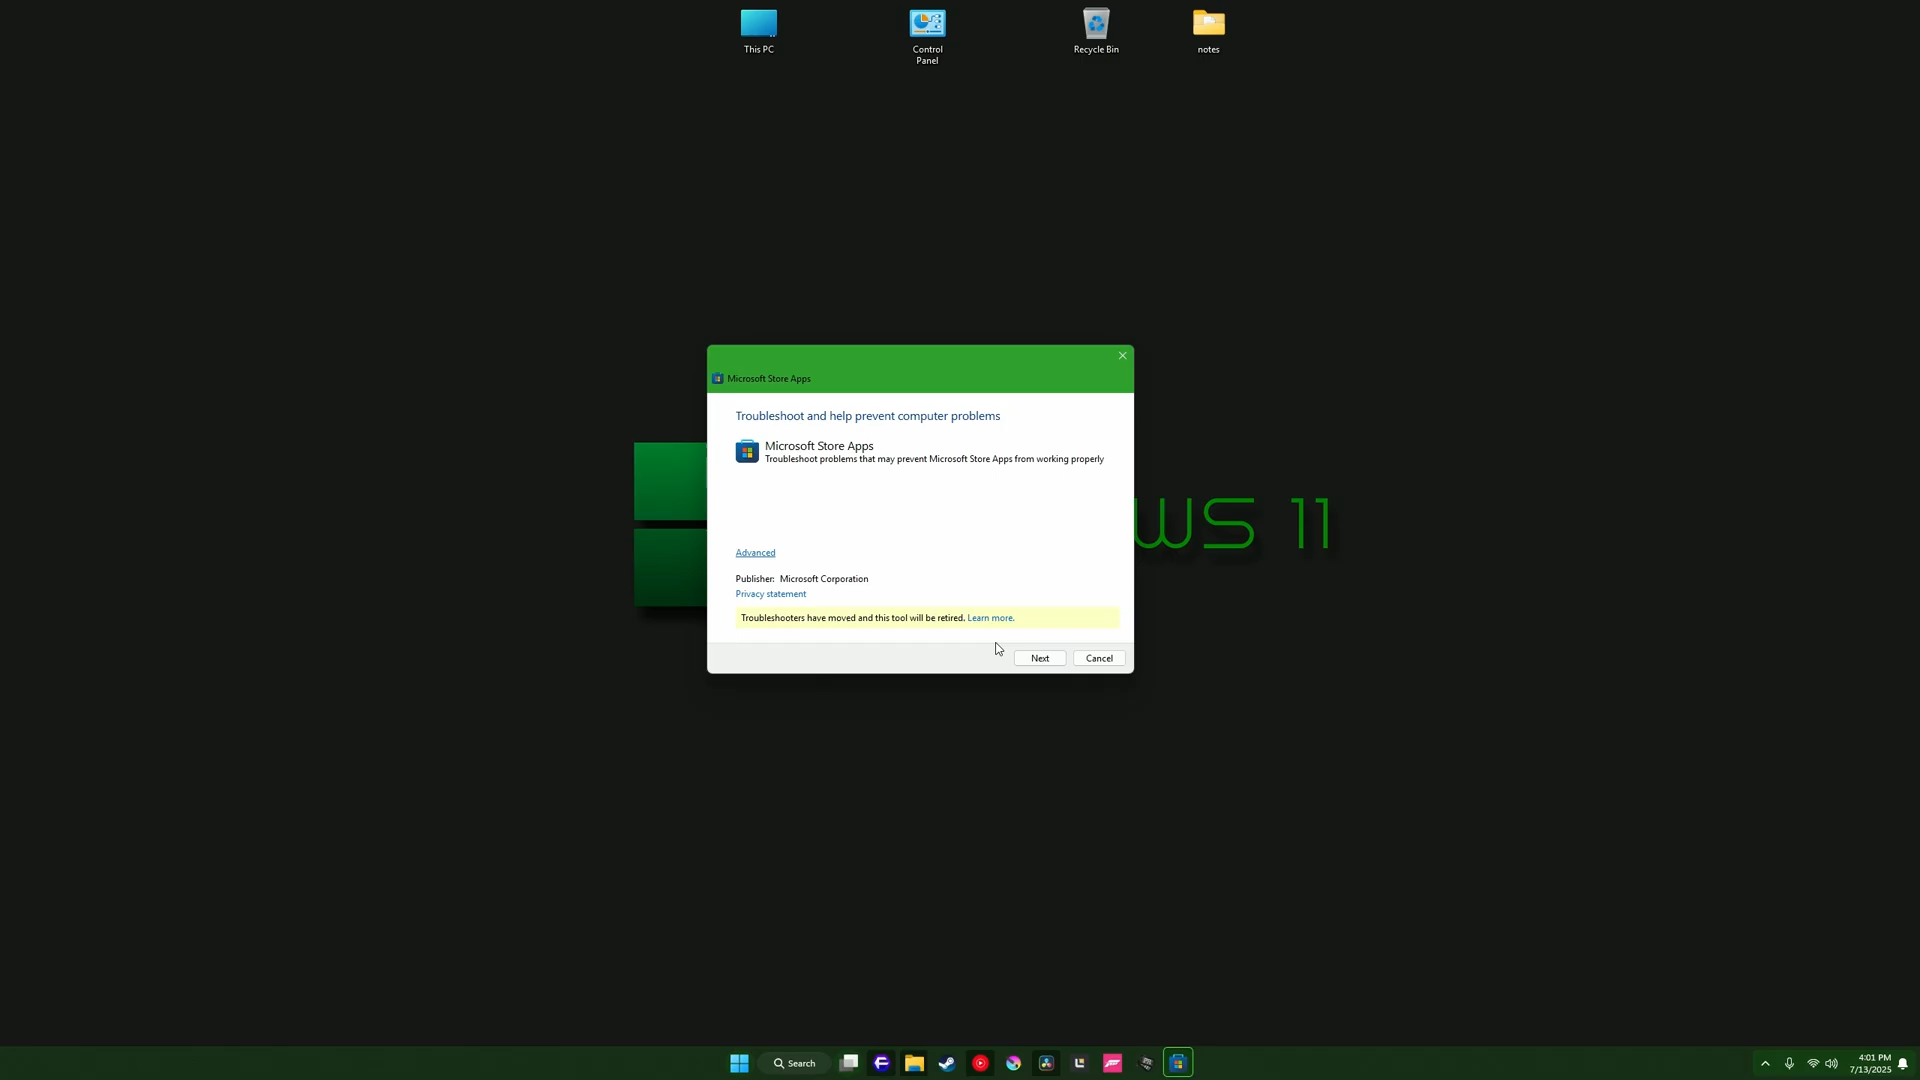 This PC
Control
Panel
Recycle Bin
notes
Microsoft Store Apps
Troubleshoot and help prevent computer problems
Microsoft Store Apps
Troubleshoot problems that may prevent Microsoft Store Apps from working properly
WS 11
Advanced
Publisher: Microsoft Corporation
Privacy statement
Troubleshooters have moved and this tool will be retired. Learn more.
Next
Cancel
Search
4:01 PM
7/13/2025